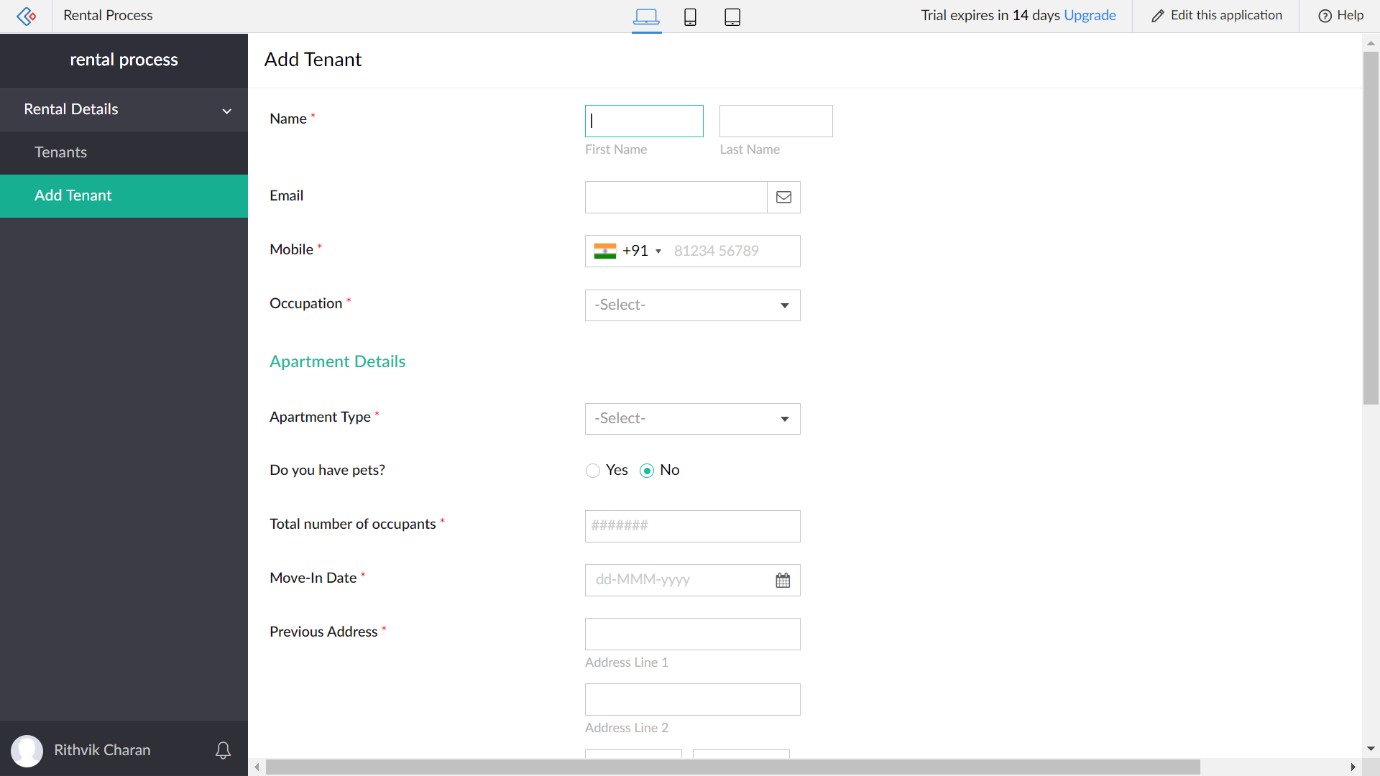 Rental Process
Trial expires in 14 days Upgrade
Edit this application
Help
rental process
Rental Details
Tenants
Add Tenant
Rithvik Charan
Add Tenant
Name *
First Name
Last Name
Email
Mobile *
+91 81234 56789
Occupation *
-Select-
Apartment Details
Apartment Type *
-Select-
Do you have pets?
Yes No
Total number of occupants *
#######
Move-In Date *
dd-MMM-yyyy
Previous Address *
Address Line 1
Address Line 2